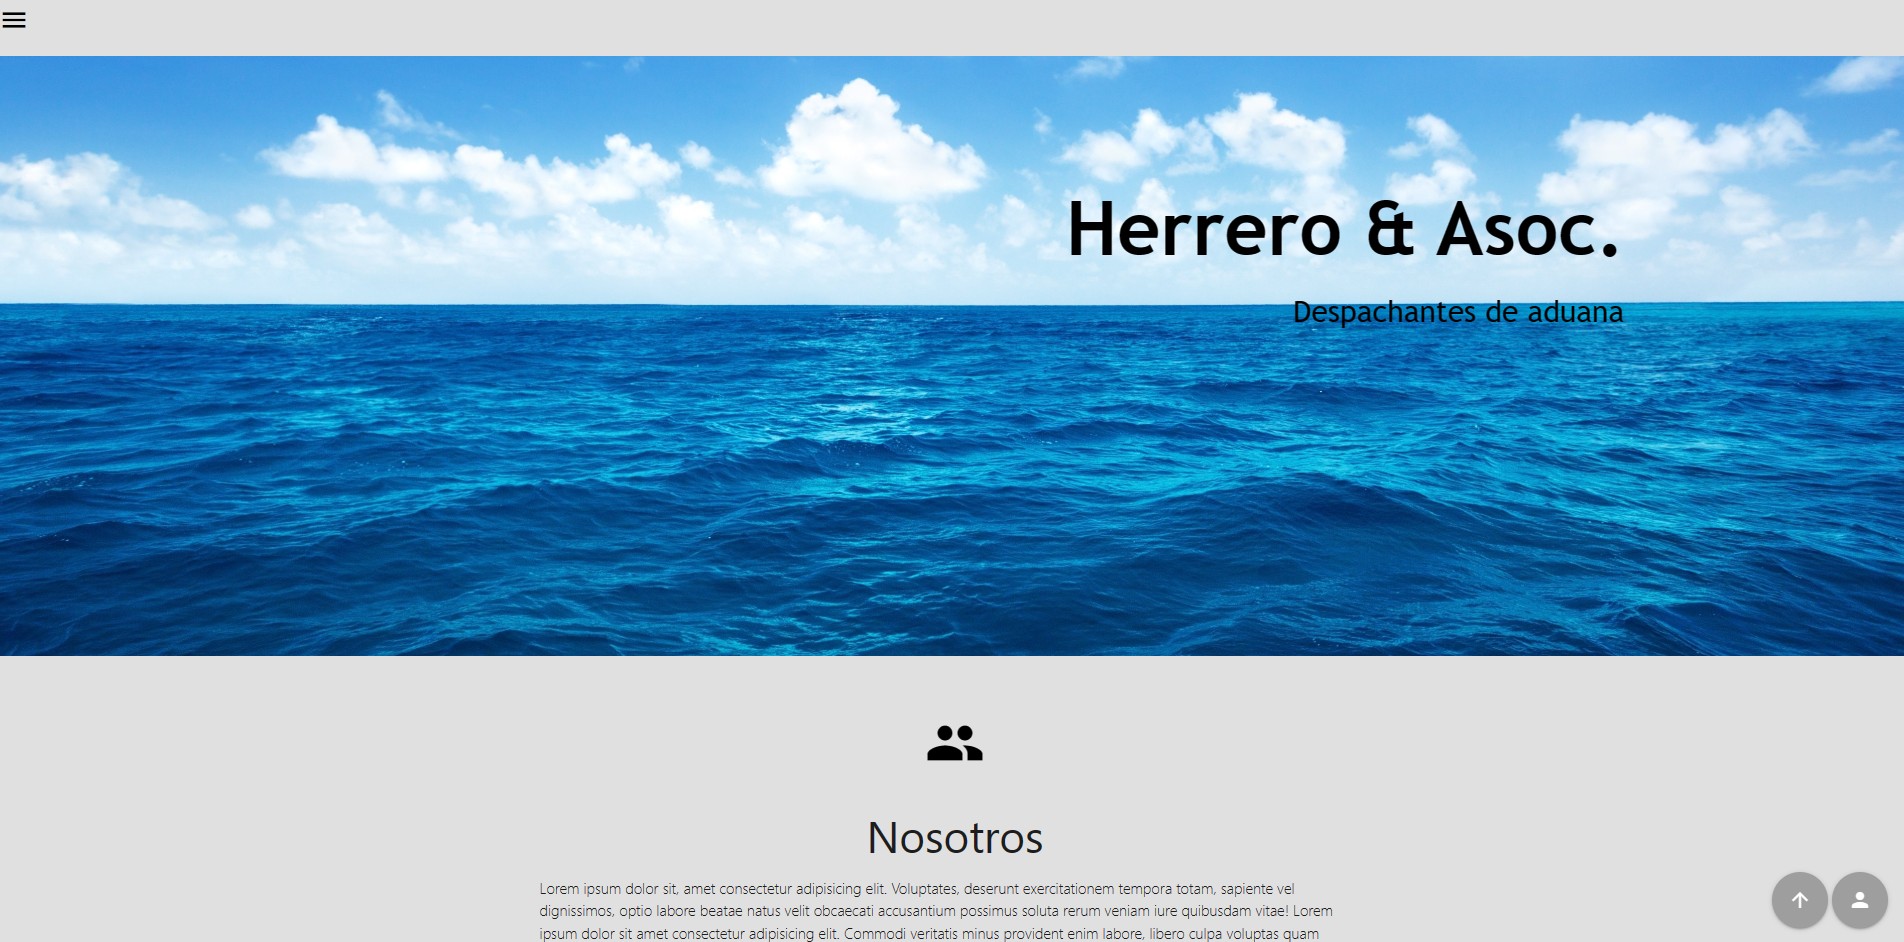 Herrero & Asoc.
Despachantes de aduana
Nosotros
Lorem ipsum dolor sit, amet consectetur adipisicing elit. Voluptates, deserunt exercitationem tempora totam, sapiente vel
dignissimos, optio labore beatae natus velit obcaecati accusantium possimus soluta rerum veniam iure quibusdam vitae! Lorem
ipsum dolor sit amet consectetur adipisicing elit. Commodi veritatis minus provident enim labore, libero culpa voluptas quam